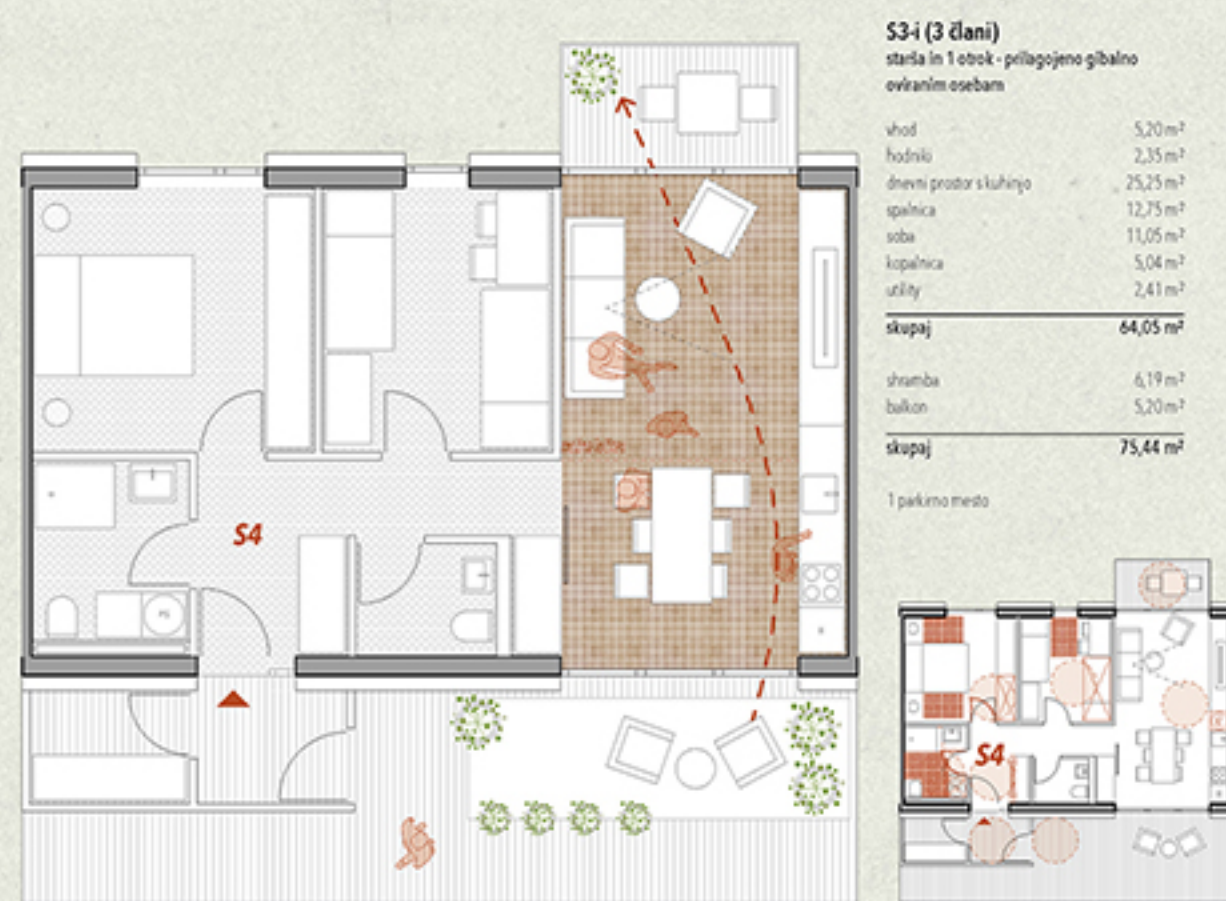 S3-i (3 člani)
starša in 1 otrok - prilagojeno gibalno
oviranim osebam
vhod 5,20 m²
hodniki 2,35 m²
dnevni prostor s kuhinjo 25,25 m²
spalnica 12,75 m²
soba 11,05 m²
kopalnica 5,04 m²
utility 2,41 m²
skupaj 64,05 m²
shramba 6,19 m²
balkon 5,20 m²
skupaj 75,44 m²
1 parkirno mesto
S4
PS
S4